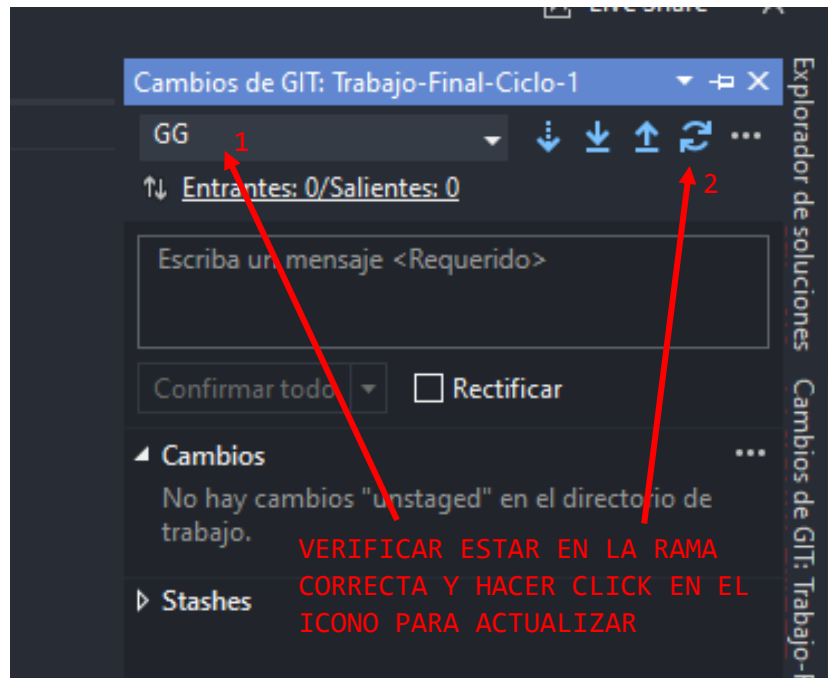 Live Share
Cambios de GIT: Trabajo-Final-Ciclo-1
GG
1
Entrantes: 0/Salientes: 0
2
Escriba un mensaje <Requerido>
Confirmar todo
Rectificar
Cambios
No hay cambios "unstaged" en el directorio de
trabajo.
VERIFICAR ESTAR EN LA RAMA
CORRECTA Y HACER CLICK EN EL
ICONO PARA ACTUALIZAR
Stashes
Explorador de soluciones
Cambios de GIT: Trabajo-